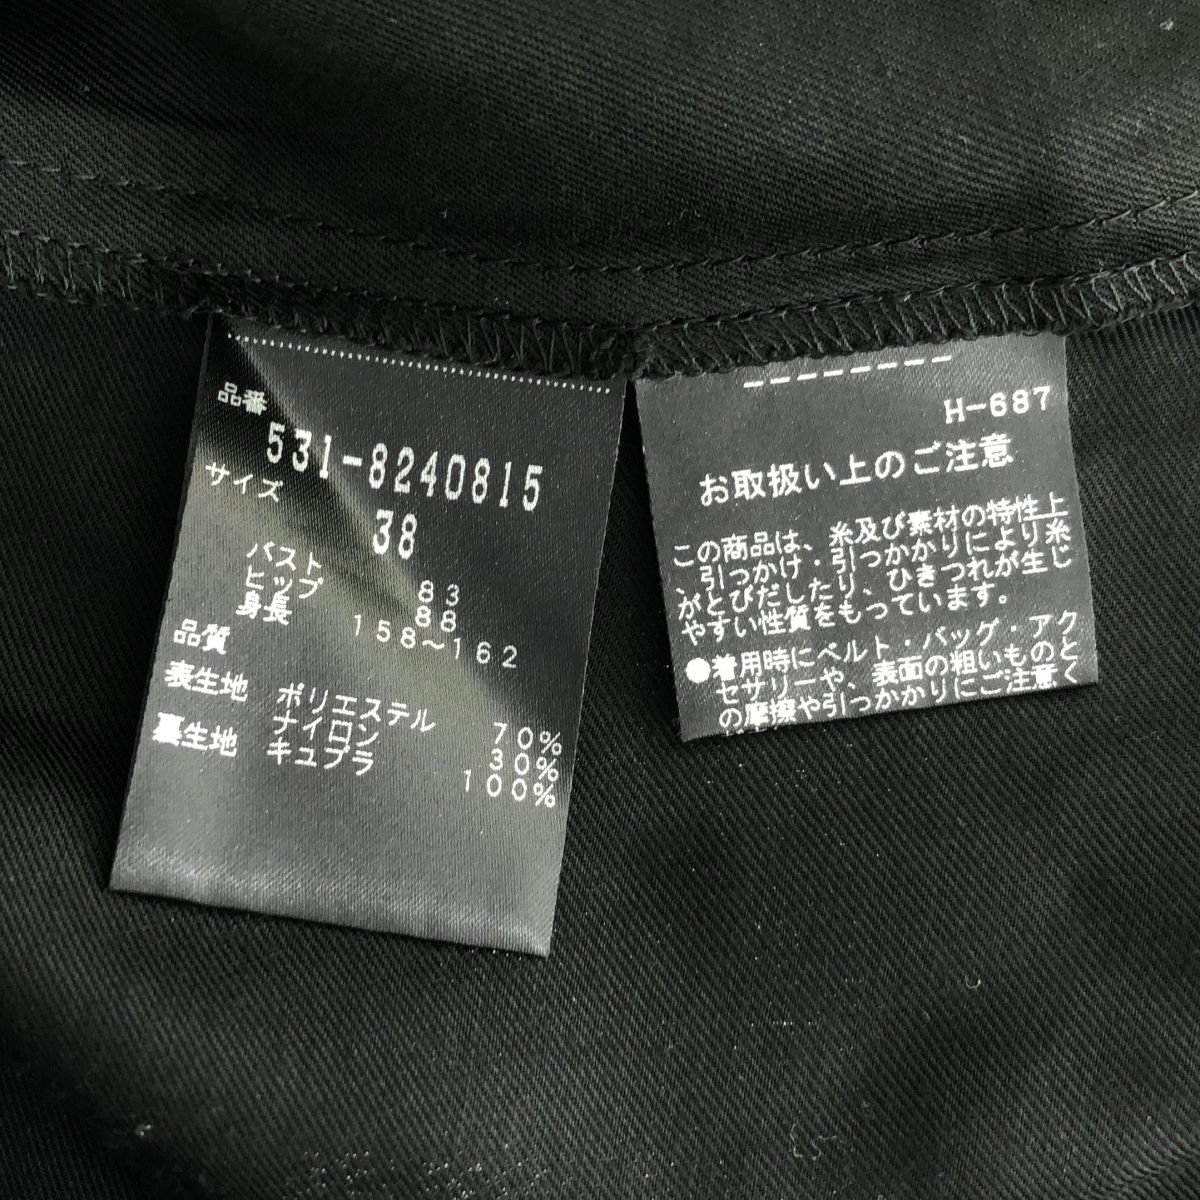 品番
531-8240815
サイズ
38
バスト 83
ヒップ 88
身長 158～162
品質
表生地 ポリエステル 70%
ナイロン 30%
裏生地 キュプラ 100%
H-687
お取扱い上のご注意
この商品は、糸及び素材の特性上
、引つかけ・引つかかりにより糸
がとびだしたり、ひきつれが生じ
やすい性質をもつています。
●着用時にベルト・バッグ・アク
セサリーや、表面の粗いものと
の摩擦や引つかかりにご注意く